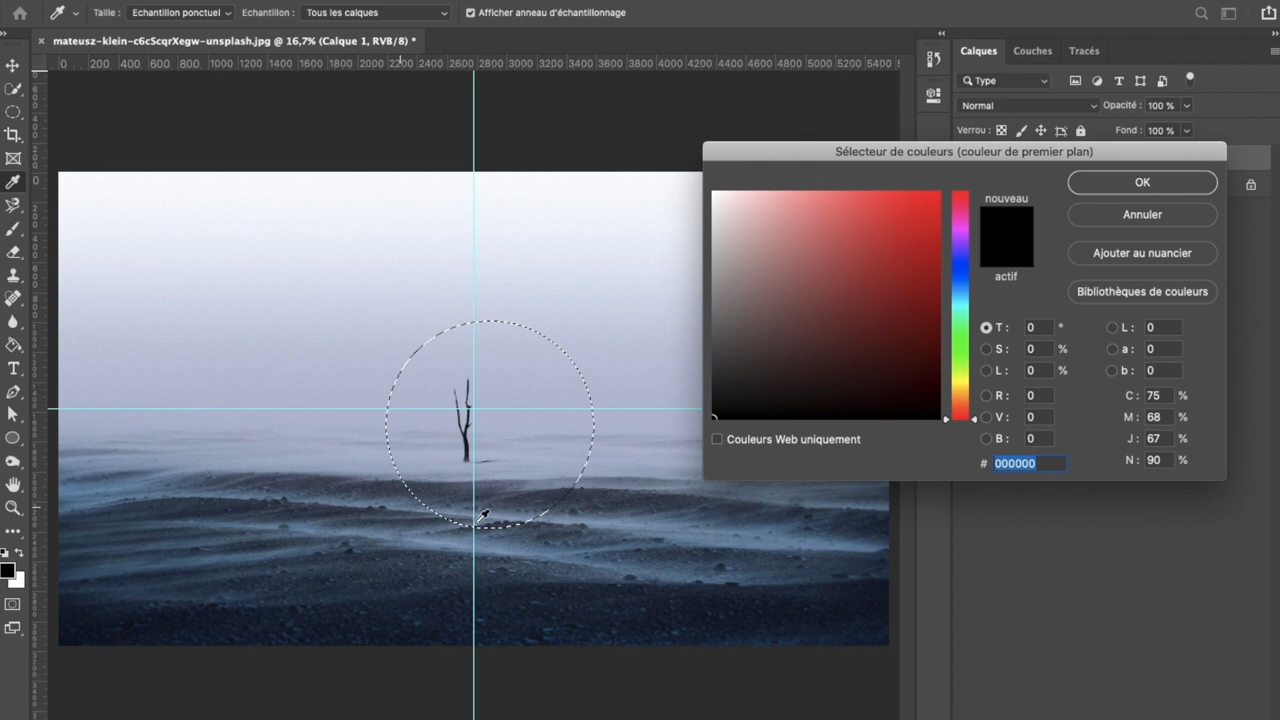 Taille : Echantillon ponctuel Echantillon : Tous les calques Afficher anneau d'échantillonnage
× mateusz-klein-c6cScqrXegw-unsplash.jpg @ 16,7% (Calque 1, RVB/8) *
Calques Couches Tracés
0 200 400 600 800 1000 1200 1400 1600 1800 2000 2200 2400 2600 2800 3000 3200 3400 3600 3800 4000 4200 4400 4600 4800 5000 5200 5400
Type
Normal Opacité : 100 %
Verrou : Fond : 100 %
Sélecteur de couleurs (couleur de premier plan)
nouveau
actif
OK
Annuler
Ajouter au nuancier
Bibliothèques de couleurs
T : 0 ° L : 0
S : 0 % a : 0
L : 0 % b : 0
R : 0 C : 75 %
V : 0 M : 68 %
B : 0 J : 67 %
# 000000 N : 90 %
Couleurs Web uniquement